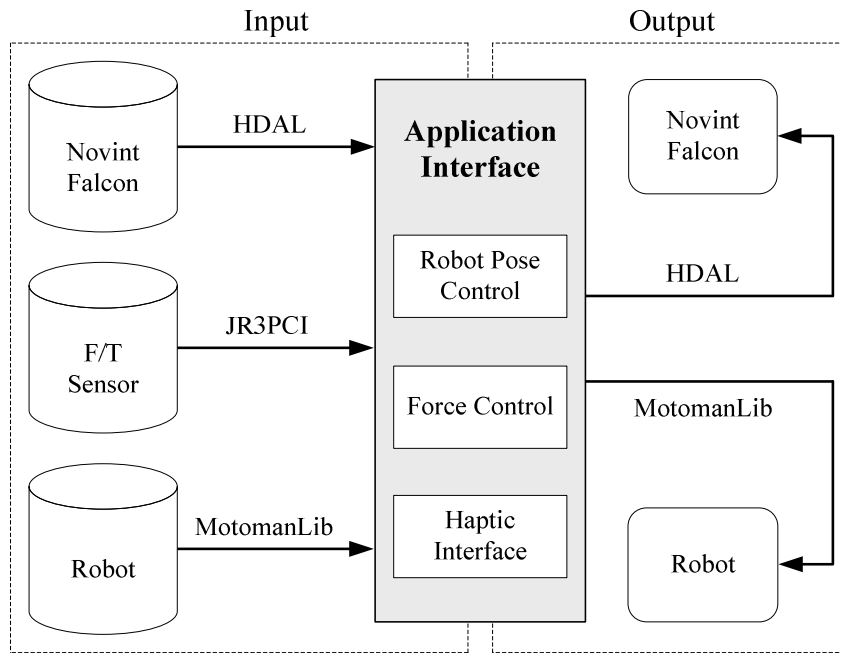 Input
Output
Novint
Falcon
HDAL
F/T
Sensor
JR3PCI
Robot
MotomanLib
Application
Interface
Robot Pose
Control
Force Control
Haptic
Interface
Novint
Falcon
HDAL
MotomanLib
Robot